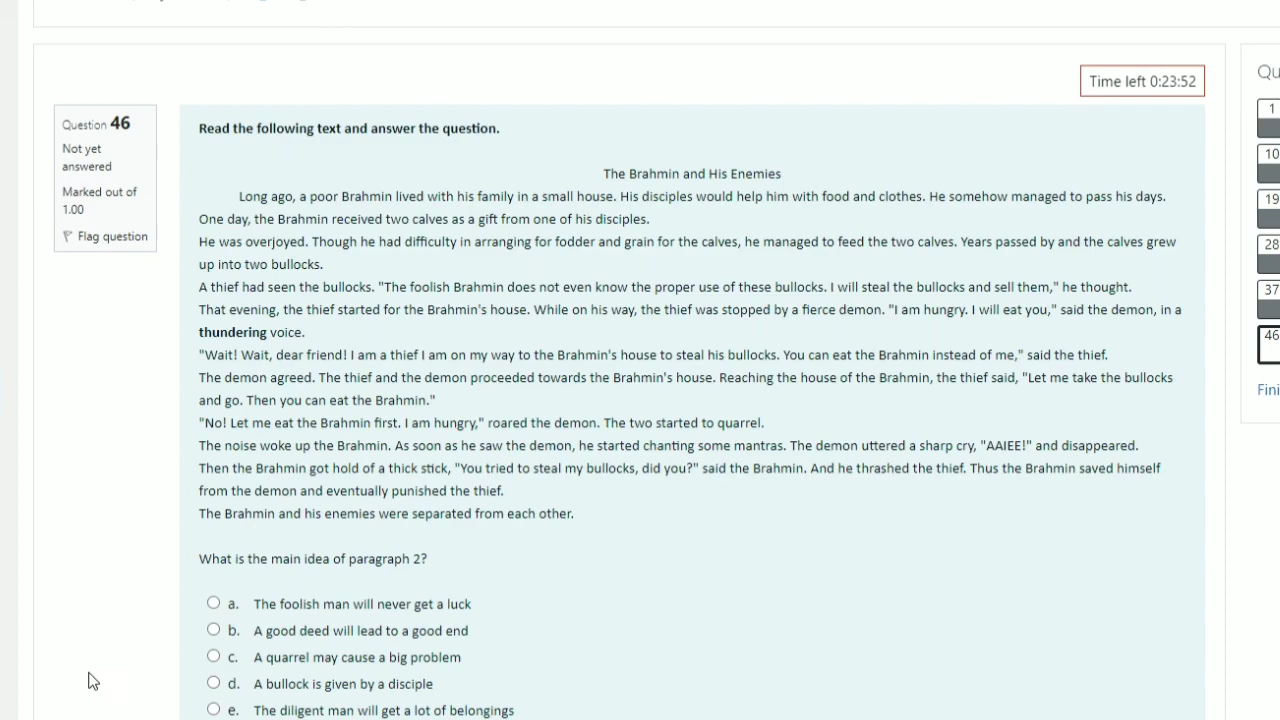 Time left 0:23:52
Qu
Question 46
Not yet
answered
Marked out of
1.00
Flag question
Read the following text and answer the question.
The Brahmin and His Enemies
Long ago, a poor Brahmin lived with his family in a small house. His disciples would help him with food and clothes. He somehow managed to pass his days.
One day, the Brahmin received two calves as a gift from one of his disciples.
He was overjoyed. Though he had difficulty in arranging for fodder and grain for the calves, he managed to feed the two calves. Years passed by and the calves grew
up into two bullocks.
A thief had seen the bullocks. "The foolish Brahmin does not even know the proper use of these bullocks. I will steal the bullocks and sell them," he thought.
That evening, the thief started for the Brahmin's house. While on his way, the thief was stopped by a fierce demon. "I am hungry. I will eat you," said the demon, in a
thundering voice.
"Wait! Wait, dear friend! I am a thief I am on my way to the Brahmin's house to steal his bullocks. You can eat the Brahmin instead of me," said the thief.
The demon agreed. The thief and the demon proceeded towards the Brahmin's house. Reaching the house of the Brahmin, the thief said, "Let me take the bullocks
and go. Then you can eat the Brahmin."
"No! Let me eat the Brahmin first. I am hungry," roared the demon. The two started to quarrel.
The noise woke up the Brahmin. As soon as he saw the demon, he started chanting some mantras. The demon uttered a sharp cry, "AAIEE!" and disappeared.
Then the Brahmin got hold of a thick stick, "You tried to steal my bullocks, did you?" said the Brahmin. And he thrashed the thief. Thus the Brahmin saved himself
from the demon and eventually punished the thief.
The Brahmin and his enemies were separated from each other.
What is the main idea of paragraph 2?
a. The foolish man will never get a luck
b. A good deed will lead to a good end
c. A quarrel may cause a big problem
d. A bullock is given by a disciple
e. The diligent man will get a lot of belongings
1
10
19
28
37
46
Fini